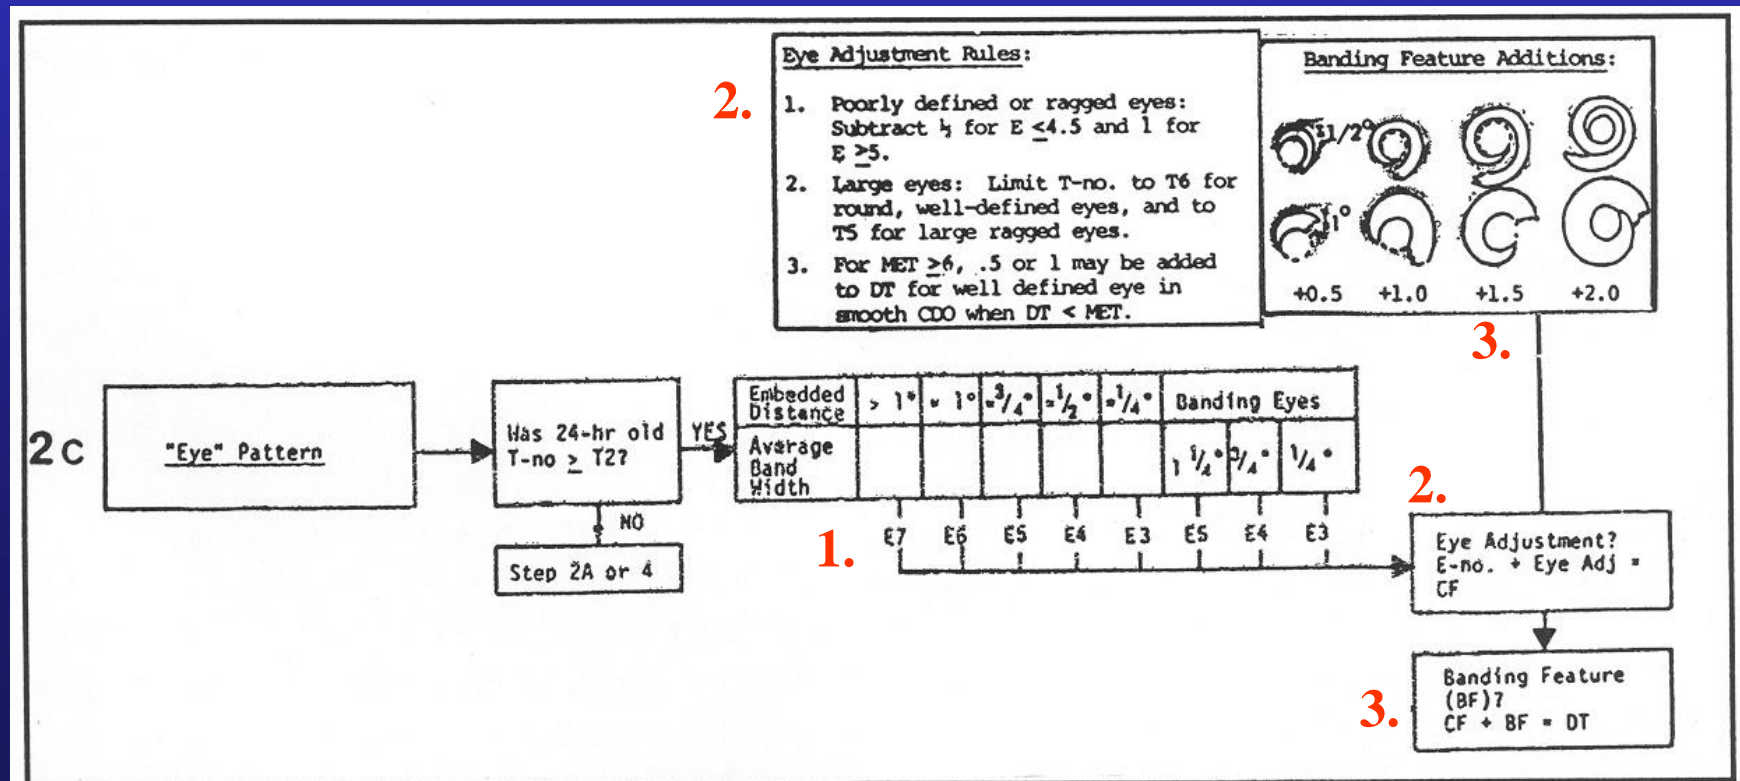 2.
Eye Adjustment Rules:
1. Poorly defined or ragged eyes:
Subtract ½ for E ≤4.5 and 1 for
E ≥5.
2. Large eyes: Limit T-no. to T6 for
round, well-defined eyes, and to
T5 for large ragged eyes.
3. For MET ≥6, .5 or 1 may be added
to DT for well defined eye in
smooth CDO when DT < MET.
Banding Feature Additions:
1/2°
1°
+0.5 +1.0 +1.5 +2.0
3.
2C
"Eye" Pattern
Has 24-hr old
T-no ≥ T2?
YES
NO
Step 2A or 4
Embedded
Distance
> 1° = 1° =3/4° =1/2° =1/4° Banding Eyes
Average
Band
Width
1 1/4° 3/4° 1/4°
1.
E7 E6 E5 E4 E3 E5 E4 E3
2.
Eye Adjustment?
E-no. + Eye Adj =
CF
3.
Banding Feature
(BF)?
CF + BF = DT